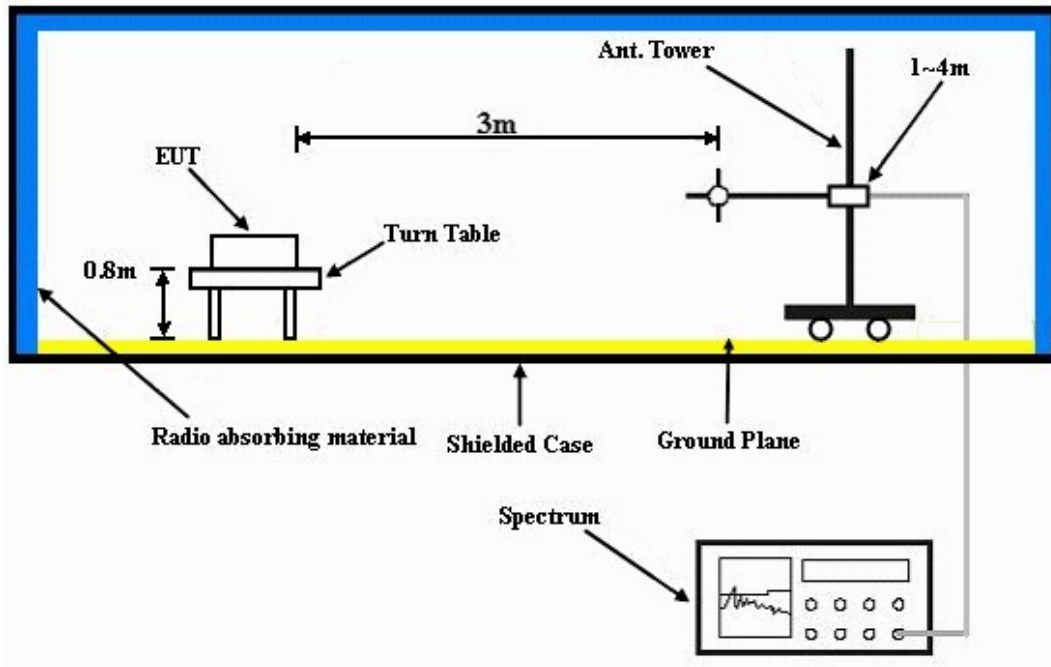 Ant. Tower
1~4m
3m
EUT
Turn Table
0.8m
Radio absorbing material
Shielded Case
Ground Plane
Spectrum